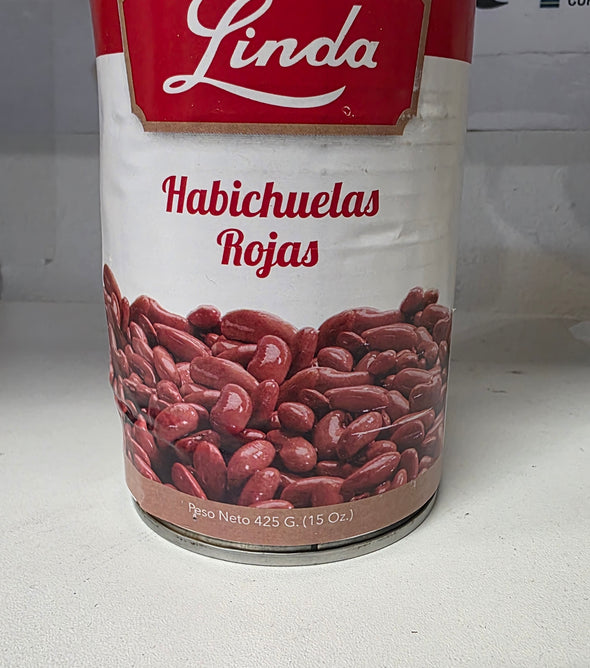 Linda
Habichuelas
Rojas
Peso Neto 425 G. (15 Oz.)